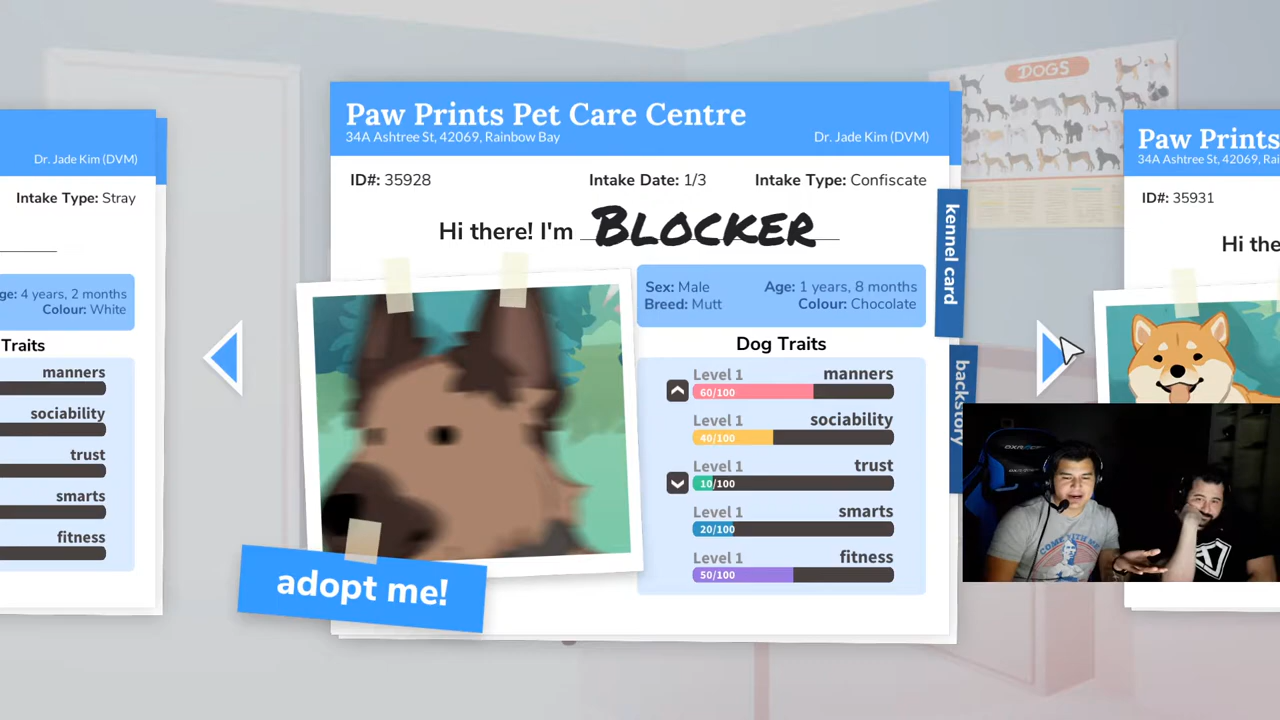 Dr. Jade Kim (DVM)
Intake Type: Stray
ge: 4 years, 2 months
Colour: White
Traits
manners
sociability
trust
smarts
fitness
Paw Prints Pet Care Centre
34A Ashtree St, 42069, Rainbow Bay
Dr. Jade Kim (DVM)
ID#: 35928
Intake Date: 1/3
Intake Type: Confiscate
Hi there! I'm BLOCKER
Sex: Male
Age: 1 years, 8 months
Breed: Mutt
Colour: Chocolate
Dog Traits
Level 1 manners
60/100
Level 1 sociability
40/100
Level 1 trust
10/100
Level 1 smarts
20/100
Level 1 fitness
50/100
adopt me!
kennel card
backstory
DOGS
Paw Prints
34A Ashtree St, 42069, Rai
ID#: 35931
Hi the
DXRACER
COME WITH ME